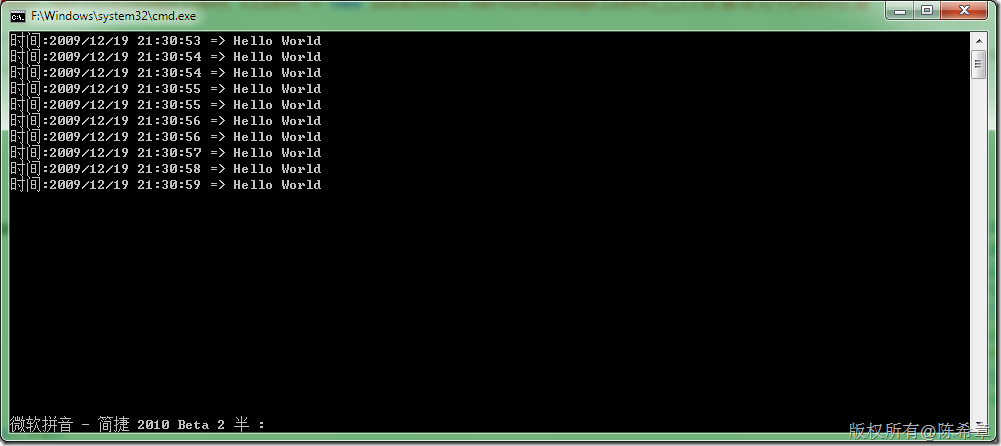 F:\Windows\system32\cmd.exe
时间:2009/12/19 21:30:53 => Hello World
时间:2009/12/19 21:30:54 => Hello World
时间:2009/12/19 21:30:54 => Hello World
时间:2009/12/19 21:30:55 => Hello World
时间:2009/12/19 21:30:55 => Hello World
时间:2009/12/19 21:30:56 => Hello World
时间:2009/12/19 21:30:56 => Hello World
时间:2009/12/19 21:30:57 => Hello World
时间:2009/12/19 21:30:58 => Hello World
时间:2009/12/19 21:30:59 => Hello World
微软拼音 - 简捷 2010 Beta 2 半 :
版权所有@陈希章